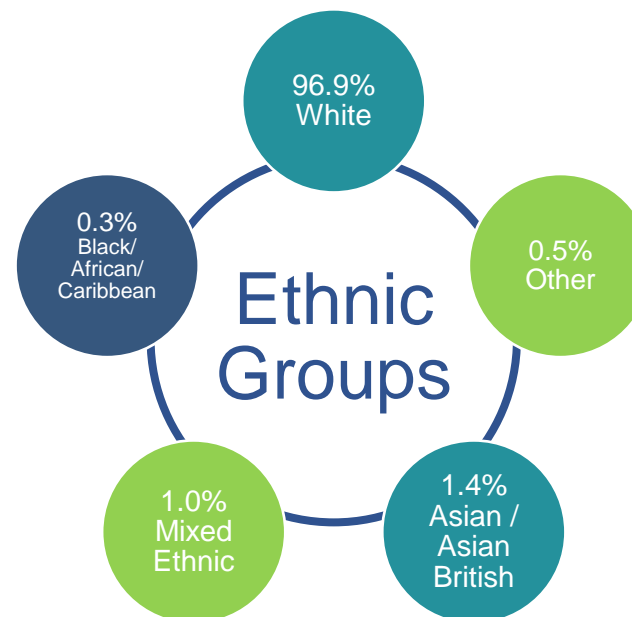 96.9%
White
0.3%
Black/
African/
Caribbean
0.5%
Other
Ethnic
Groups
1.0%
Mixed
Ethnic
1.4%
Asian /
Asian
British